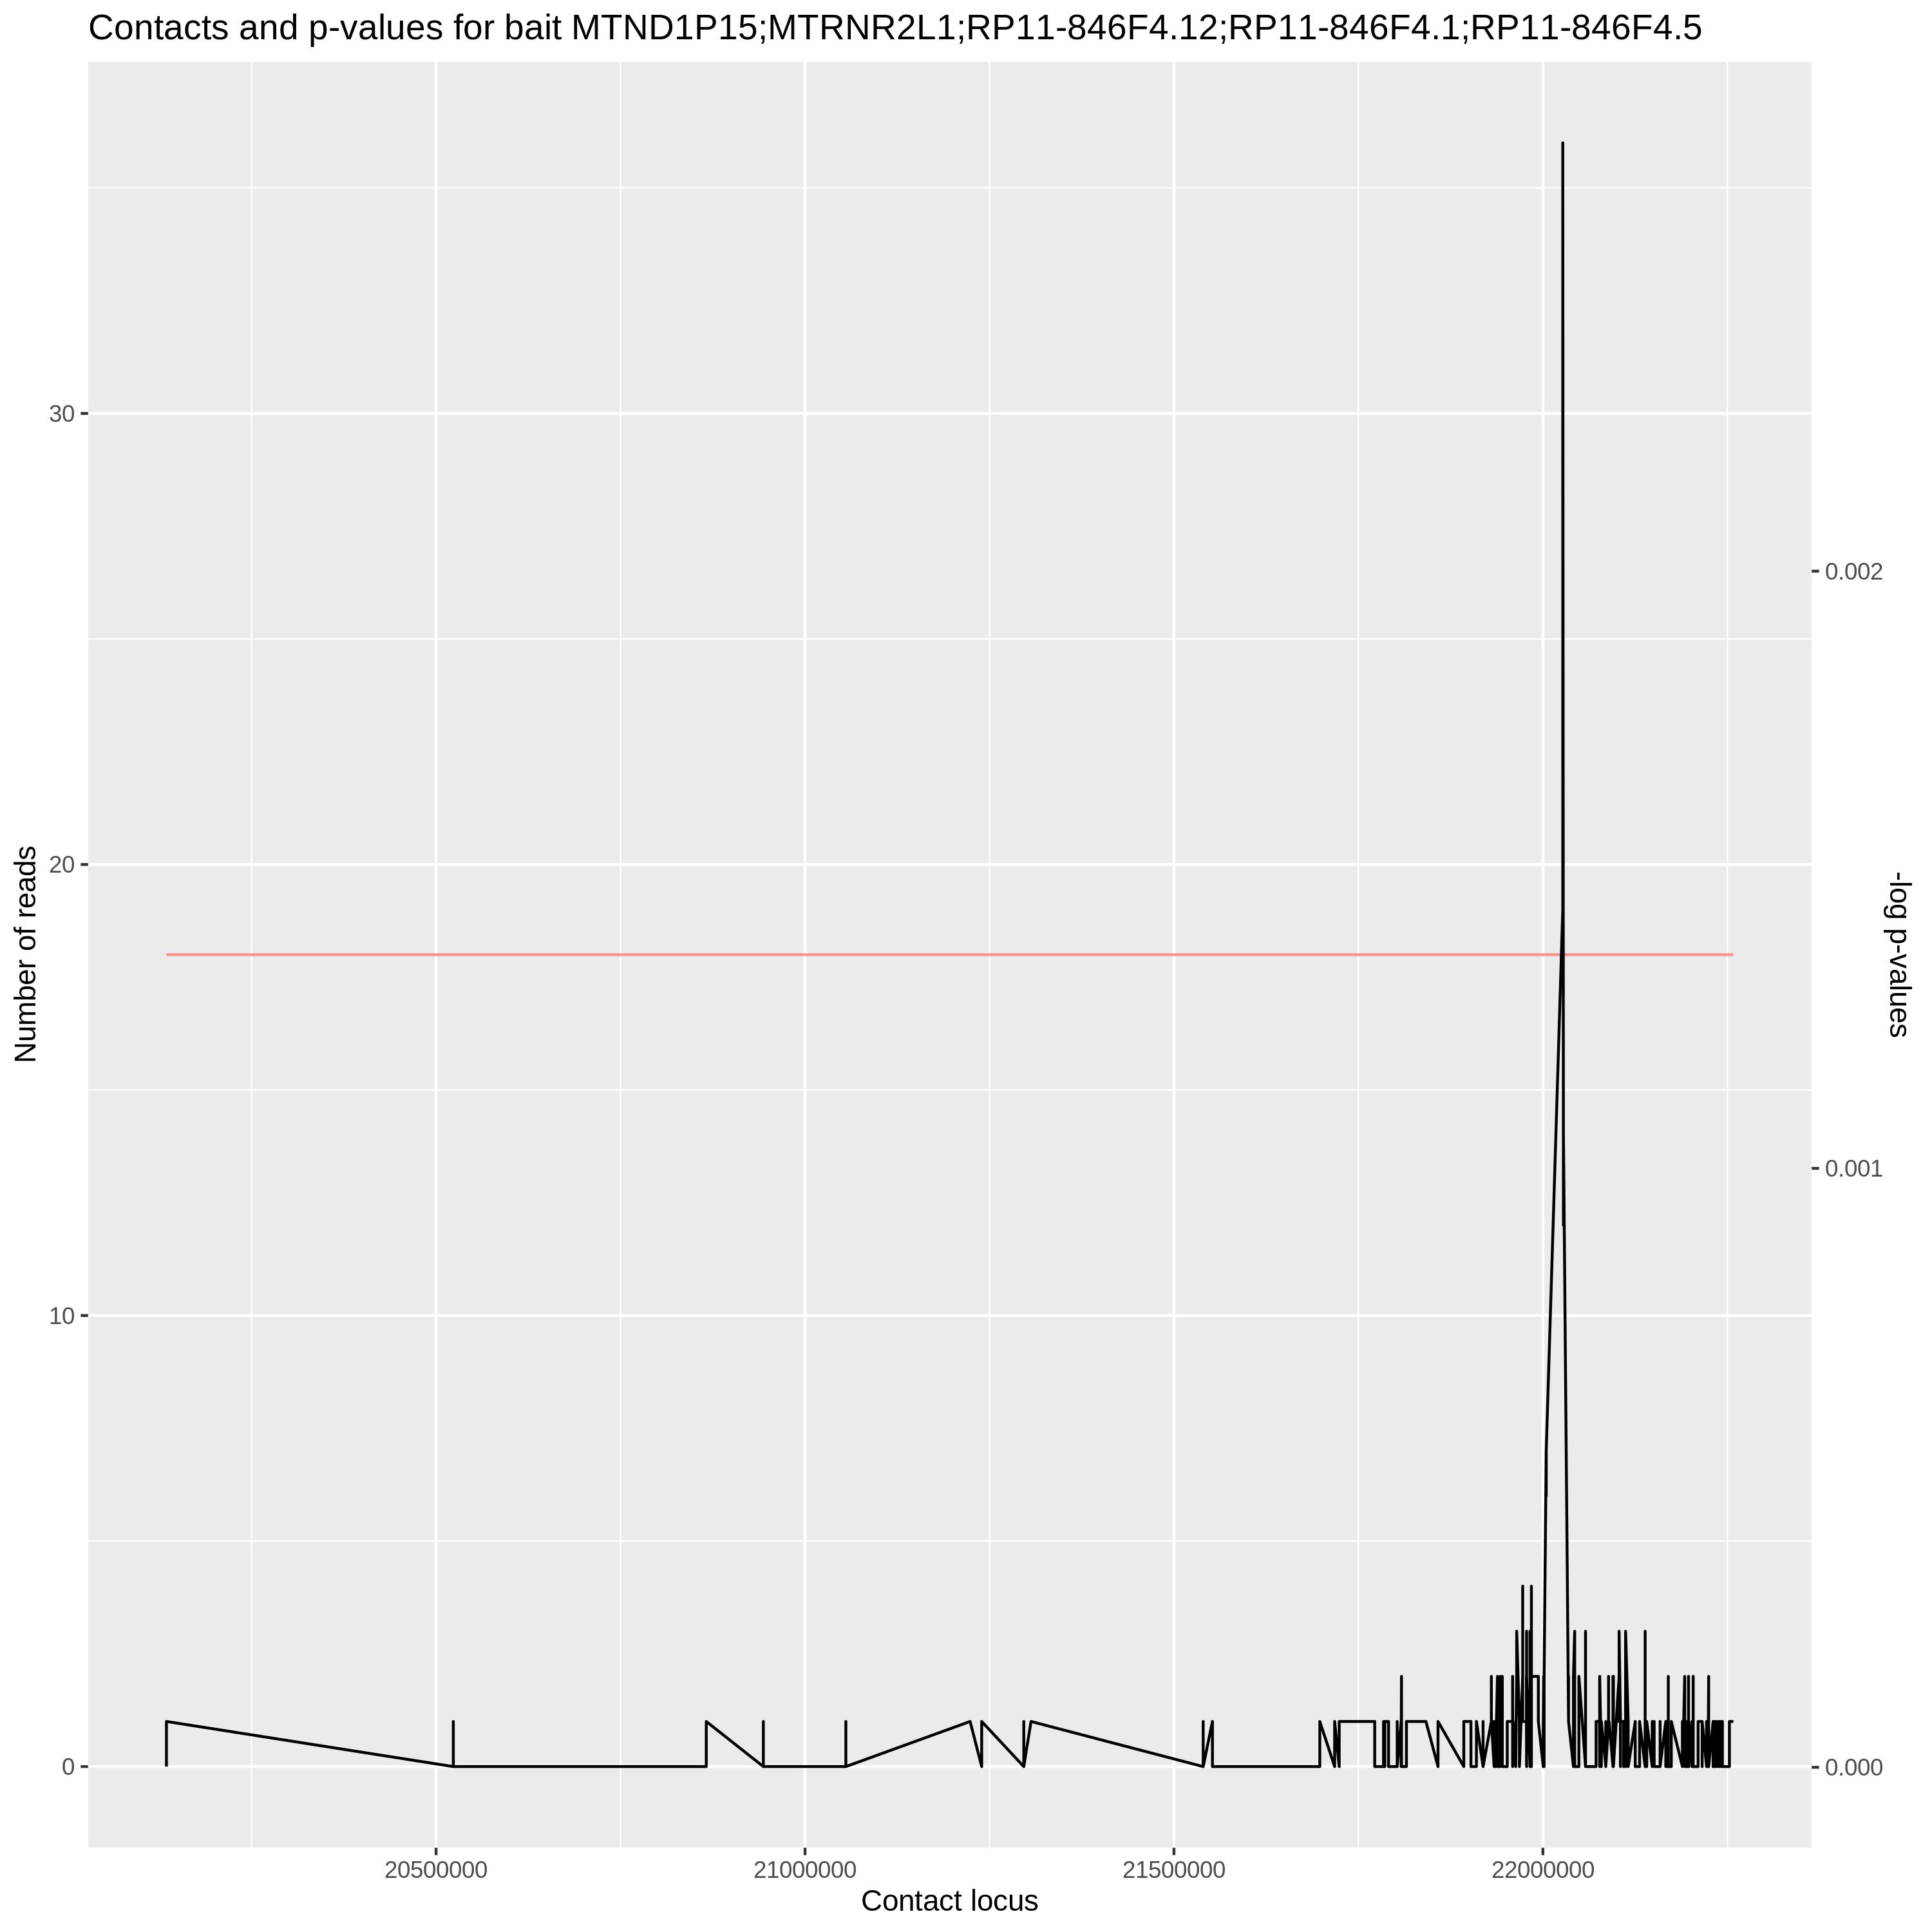 Contacts and p-values for bait MTND1P15;MTRNR2L1;RP11-846F4.12;RP11-846F4.1;RP11-846F4.5
30
20
10
0
Number of reads
0.002
0.001
0.000
-log p-values
20500000
21000000
21500000
22000000
Contact locus